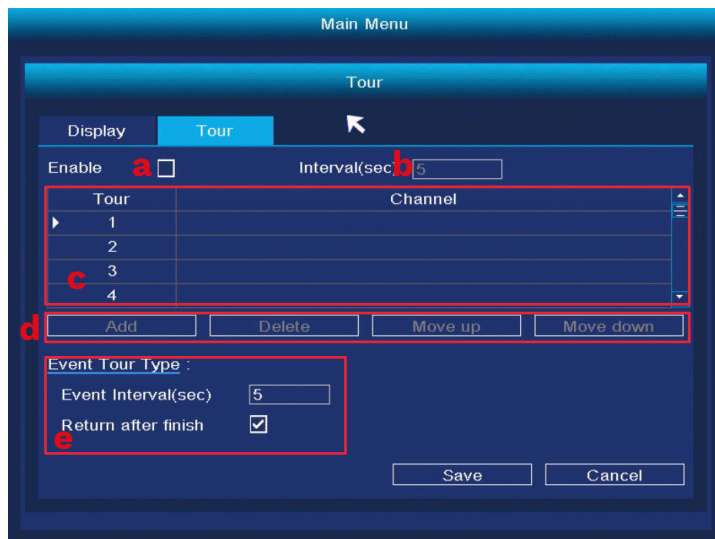 Main Menu
Tour
Display Tour
Enable a Interval(sec) b 5
Tour Channel
1
2
3
c
4
d Add Delete Move up Move down
Event Tour Type :
Event Interval(sec) 5
Return after finish
e
Save Cancel